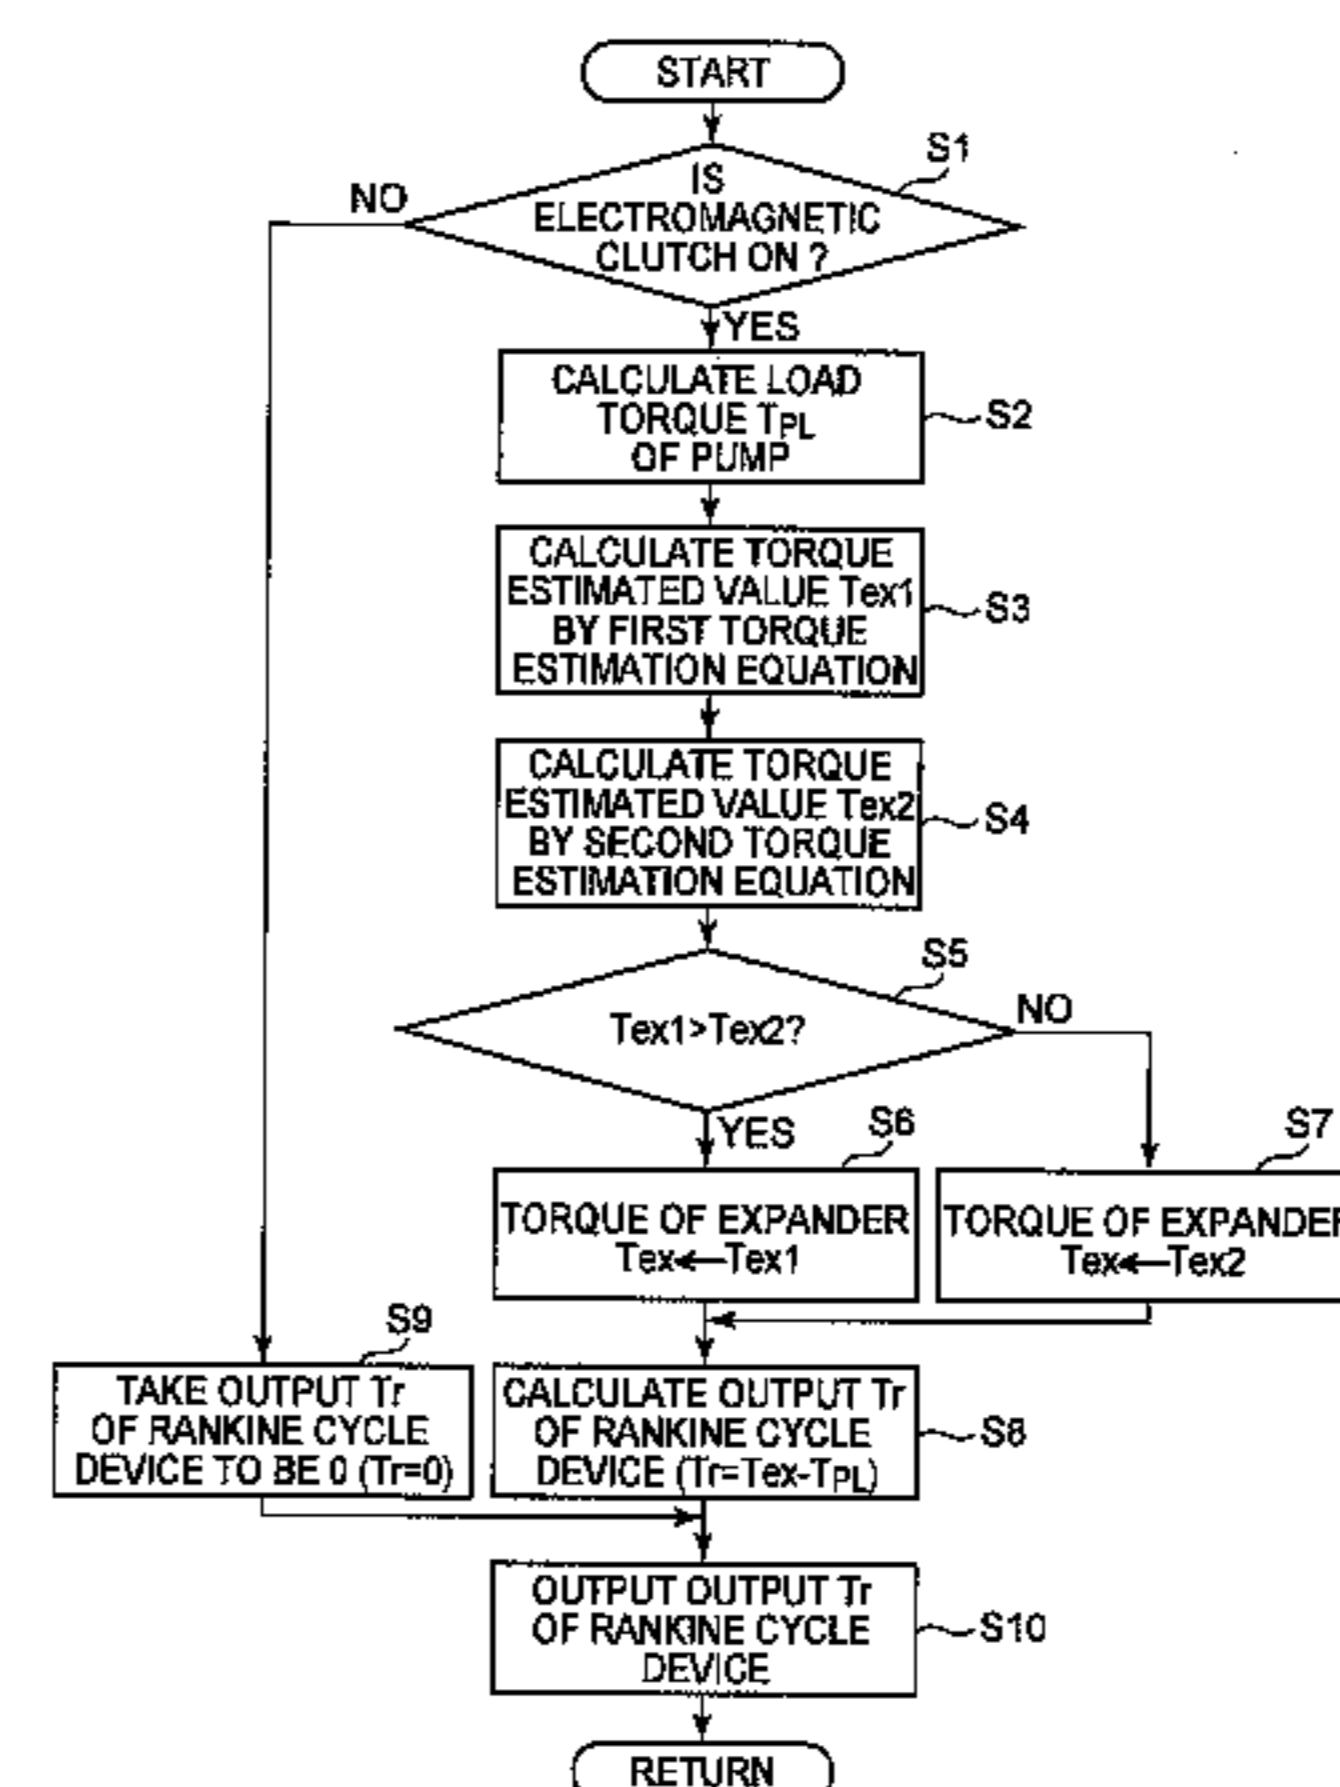 START
S1
IS
ELECTROMAGNETIC
CLUTCH ON ?
NO
YES
CALCULATE LOAD
TORQUE TPL
OF PUMP
S2
CALCULATE TORQUE
ESTIMATED VALUE Tex1
BY FIRST TORQUE
ESTIMATION EQUATION
S3
CALCULATE TORQUE
ESTIMATED VALUE Tex2
BY SECOND TORQUE
ESTIMATION EQUATION
S4
S5
Tex1>Tex2?
NO
YES
S6
TORQUE OF EXPANDER
Tex←Tex1
S7
TORQUE OF EXPANDER
Tex←Tex2
S9
TAKE OUTPUT Tr
OF RANKINE CYCLE
DEVICE TO BE 0 (Tr=0)
CALCULATE OUTPUT Tr
OF RANKINE CYCLE
DEVICE (Tr=Tex-TPL)
S8
OUTPUT OUTPUT Tr
OF RANKINE CYCLE
DEVICE
S10
RETURN